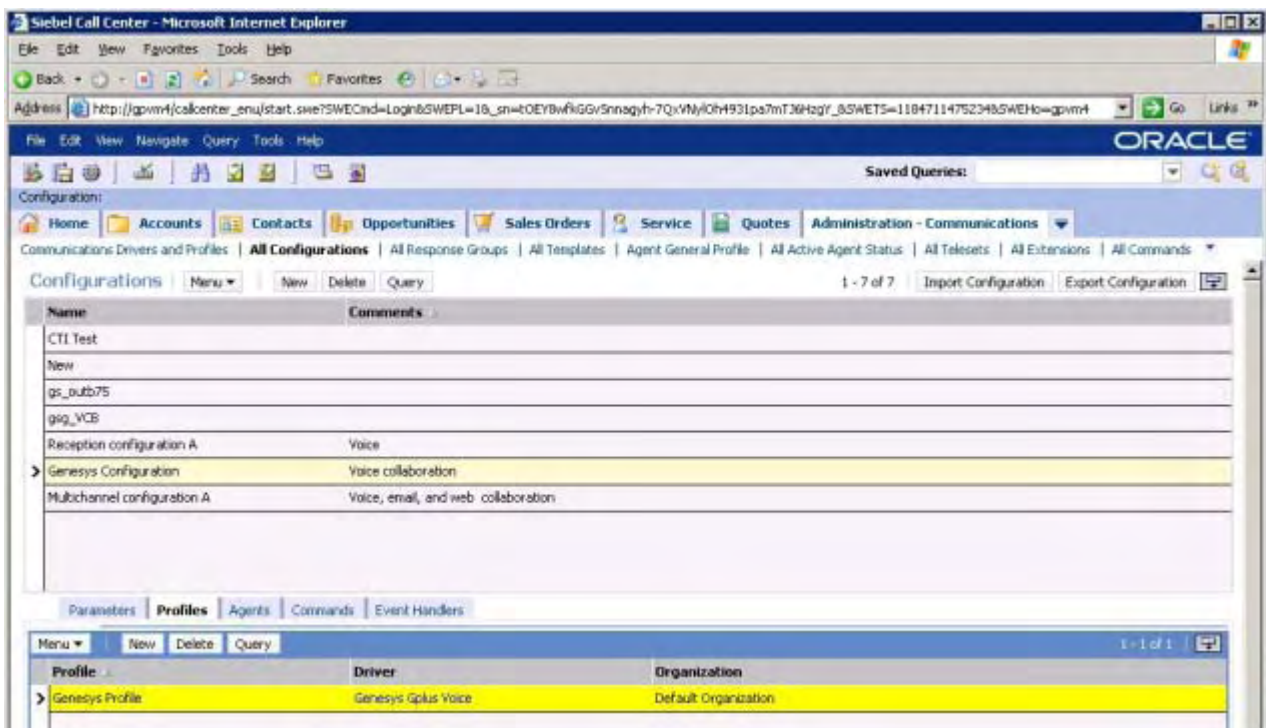 Siebel Call Center - Microsoft Internet Explorer
File Edit View Favorites Tools Help
Back Search Favorites
Address Go Links »
File Edit View Navigate Query Tools Help ORACLE
Saved Queries:
Configuration:
Home Accounts Contacts Opportunities Sales Orders Service Quotes Administration - Communications
Communications Drivers and Profiles | All Configurations | All Response Groups | All Templates | Agent General Profile | All Active Agent Status | All Telesets | All Extensions | All Commands
Configurations Menu New Delete Query 1 - 7 of 7 Import Configuration Export Configuration
Name Comments
CTI Test
New
gs_outb75
gsg_VCB
Reception configuration A Voice
Genesys Configuration Voice collaboration
Multichannel configuration A Voice, email, and web collaboration
Parameters | Profiles | Agents | Commands | Event Handlers
Menu New Delete Query 1 - 1 of 1
Profile Driver Organization
Genesys Profile Genesys Gplus Voice Default Organization